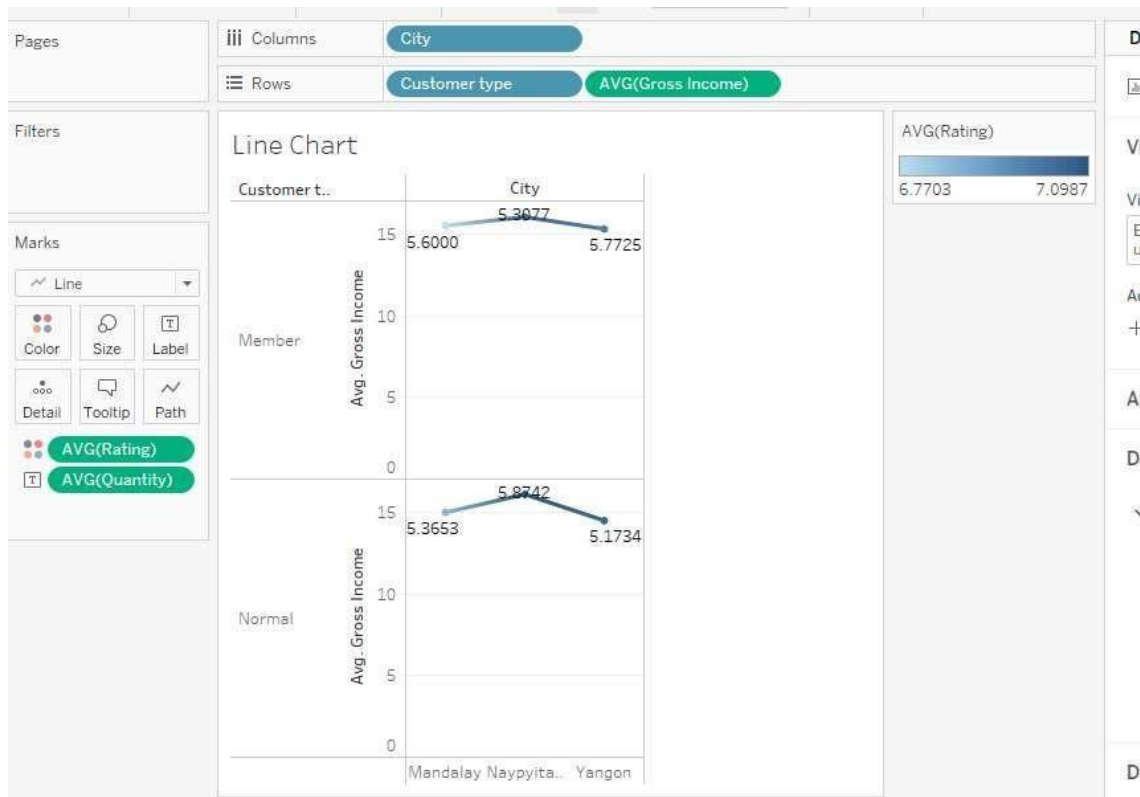 Pages
Columns
City
Rows
Customer type
AVG(Gross Income)
Filters
Marks
Line
Color
Size
Label
Detail
Tooltip
Path
AVG(Rating)
AVG(Quantity)
Line Chart
Customer t..
City
Member
Avg. Gross Income
15
10
5
0
5.6000
5.3077
5.7725
Normal
Avg. Gross Income
15
10
5
0
5.3653
5.8742
5.1734
Mandalay Naypyita.. Yangon
AVG(Rating)
6.7703 7.0987